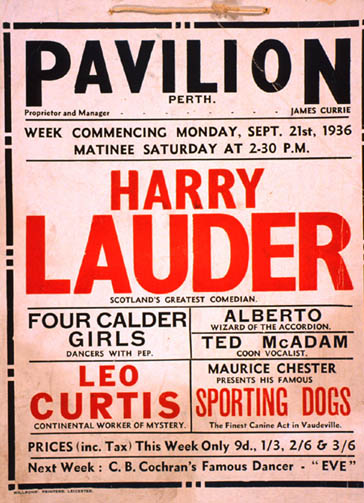 PAVILION
PERTH.
Proprietor and Manager - - - - - - JAMES CURRIE
WEEK COMMENCING MONDAY, SEPT. 21st, 1936
MATINEE SATURDAY AT 2-30 P.M.
HARRY
LAUDER
SCOTLAND'S GREATEST COMEDIAN.
FOUR CALDER
GIRLS
DANCERS WITH PEP.
ALBERTO
WIZARD OF THE ACCORDION.
TED McADAM
COON VOCALIST.
LEO
CURTIS
CONTINENTAL WORKER OF MYSTERY.
MAURICE CHESTER
PRESENTS HIS FAMOUS
SPORTING DOGS
The Finest Canine Act in Vaudeville.
PRICES (inc. Tax) This Week Only 9d., 1/3, 2/6 & 3/6
Next Week : C. B. Cochran's Famous Dancer - "EVE"
WILLSONS' PRINTERS, LEICESTER.